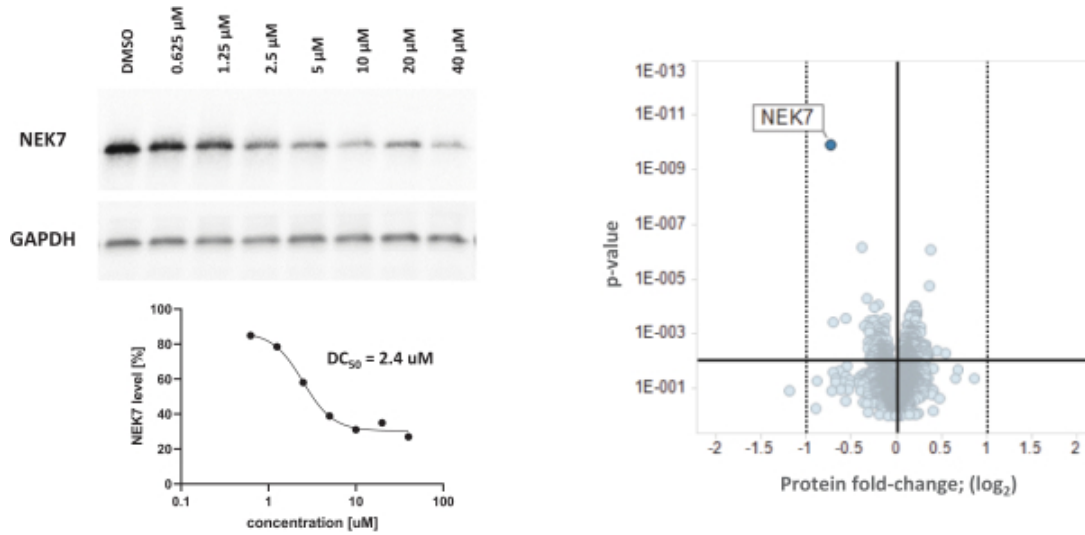 DMSO
0.625 µM
1.25 µM
2.5 µM
5 µM
10 µM
20 µM
40 µM
NEK7
GAPDH
100
80
60
40
20
0
NEK7 level [%]
DC50 = 2.4 uM
0.1
1
10
100
concentration [uM]
1E-013
1E-011
1E-009
1E-007
1E-005
1E-003
1E-001
p-value
NEK7
-2
-1.5
-1
-0.5
0
0.5
1
1.5
2
Protein fold-change; (log2)